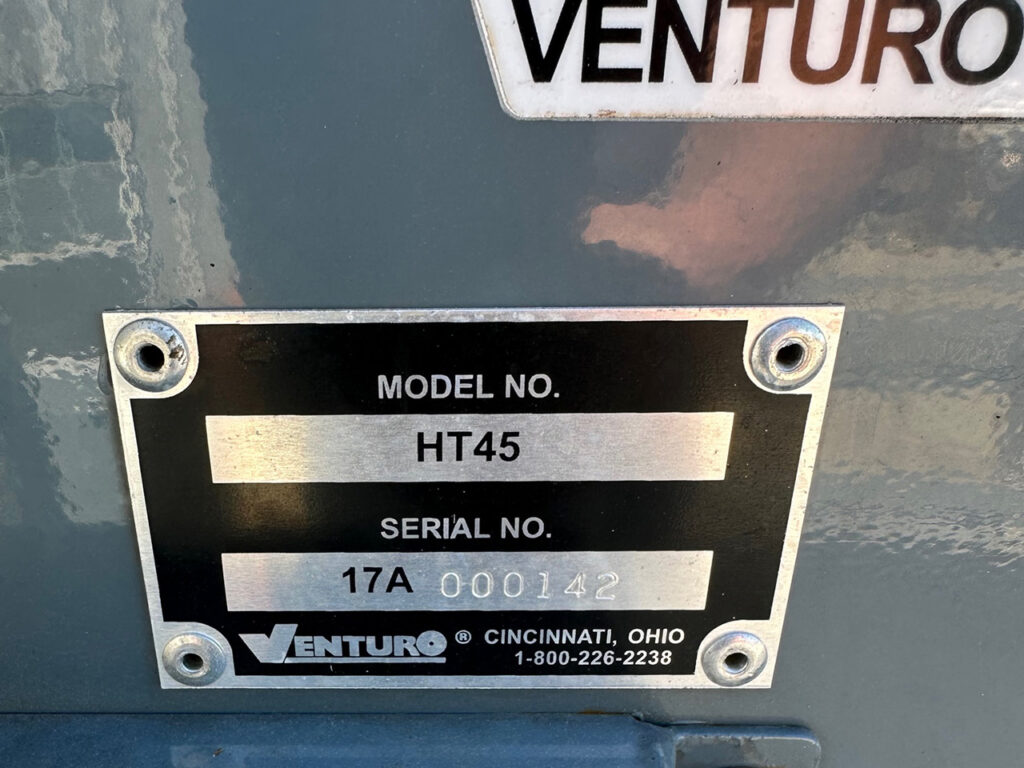 VENTURO
MODEL NO.
HT45
SERIAL NO.
17A 000142
VENTURO ® CINCINNATI, OHIO
1-800-226-2238